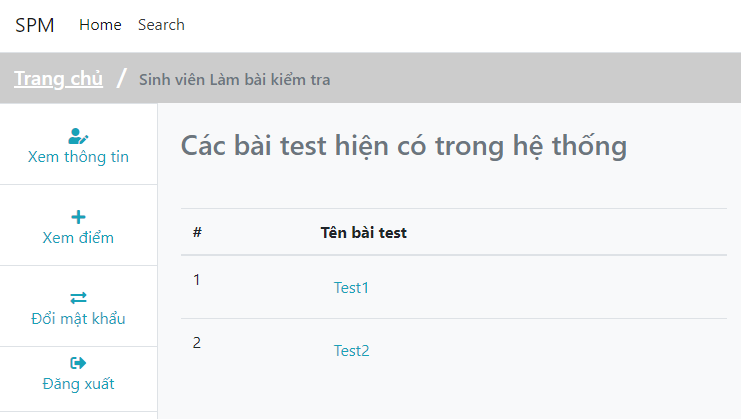 SPM Home Search
Trang chủ / Sinh viên Làm bài kiểm tra
Xem thông tin
Xem điểm
Đổi mật khẩu
Đăng xuất
Các bài test hiện có trong hệ thống
# Tên bài test
1 Test1
2 Test2